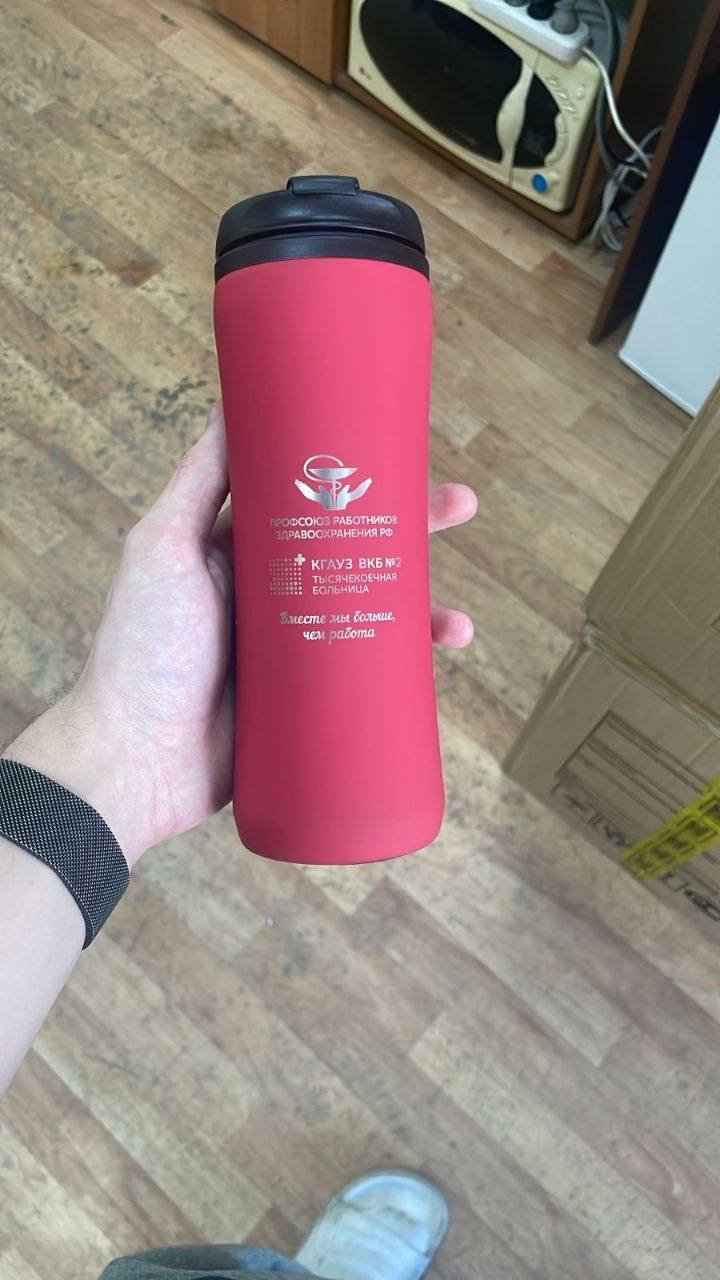 ПРОФСОЮЗ РАБОТНИКОВ
ЗДРАВООХРАНЕНИЯ РФ
КГАУЗ ВКБ №2
ТЫСЯЧЕКОЕЧНАЯ
БОЛЬНИЦА
Вместе мы больше,
чем работа